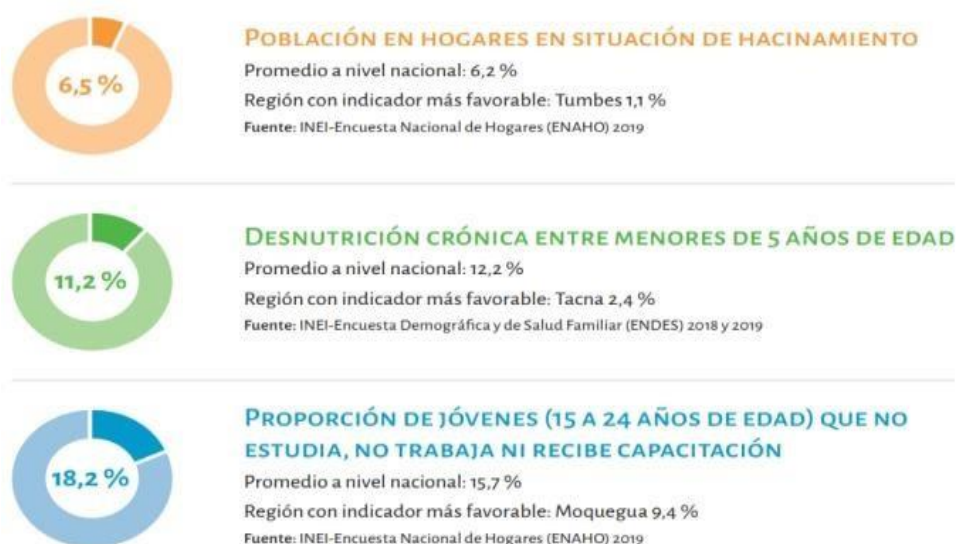 6,5 %
POBLACIÓN EN HOGARES EN SITUACIÓN DE HACINAMIENTO
Promedio a nivel nacional: 6,2 %
Región con indicador más favorable: Tumbes 1,1 %
Fuente: INEI-Encuesta Nacional de Hogares (ENAHO) 2019
11,2 %
DESNUTRICIÓN CRÓNICA ENTRE MENORES DE 5 AÑOS DE EDAD
Promedio a nivel nacional: 12,2 %
Región con indicador más favorable: Tacna 2,4 %
Fuente: INEI-Encuesta Demográfica y de Salud Familiar (ENDES) 2018 y 2019
18,2 %
PROPORCIÓN DE JÓVENES (15 A 24 AÑOS DE EDAD) QUE NO
ESTUDIA, NO TRABAJA NI RECIBE CAPACITACIÓN
Promedio a nivel nacional: 15,7 %
Región con indicador más favorable: Moquegua 9,4 %
Fuente: INEI-Encuesta Nacional de Hogares (ENAHO) 2019